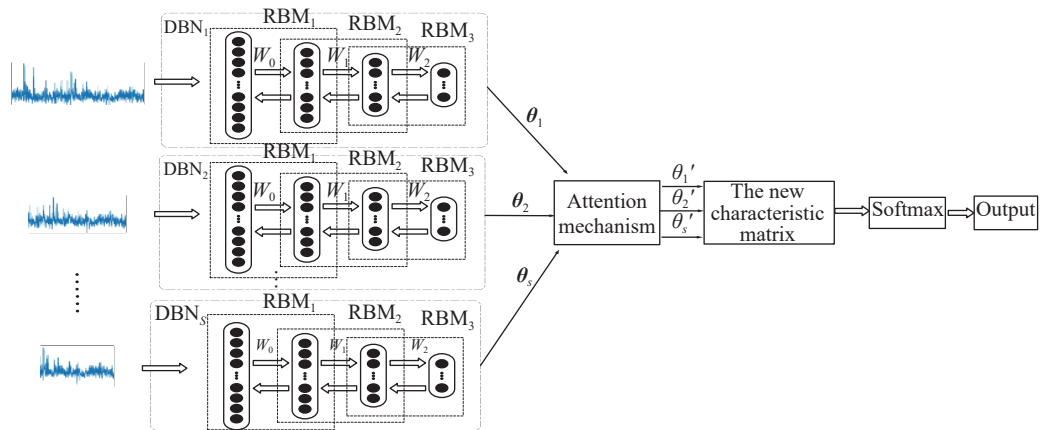 DBN₁
RBM₁
RBM₂
RBM₃
W₀
W₁
W₂
θ₁
DBN₂
RBM₁
RBM₂
RBM₃
W₀
W₁
W₂
θ₂
DBNₛ
RBM₁
RBM₂
RBM₃
W₀
W₁
W₂
θₛ
Attention
mechanism
θ₁′
θ₂′
θₛ′
The new
characteristic
matrix
Softmax
Output